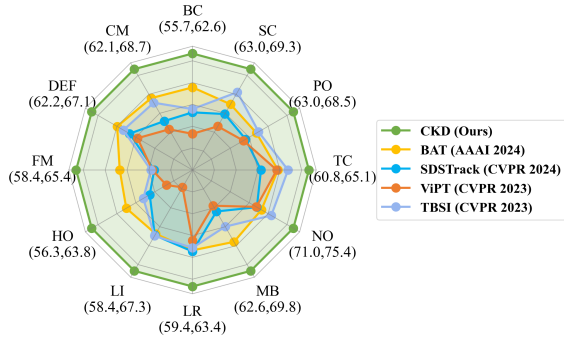 BC
(55.7,62.6)
SC
(63.0,69.3)
PO
(63.0,68.5)
TC
(60.8,65.1)
NO
(71.0,75.4)
MB
(62.6,69.8)
LR
(59.4,63.4)
LI
(58.4,67.3)
HO
(56.3,63.8)
FM
(58.4,65.4)
DEF
(62.2,67.1)
CM
(62.1,68.7)
CKD (Ours)
BAT (AAAI 2024)
SDSTrack (CVPR 2024)
ViPT (CVPR 2023)
TBSI (CVPR 2023)